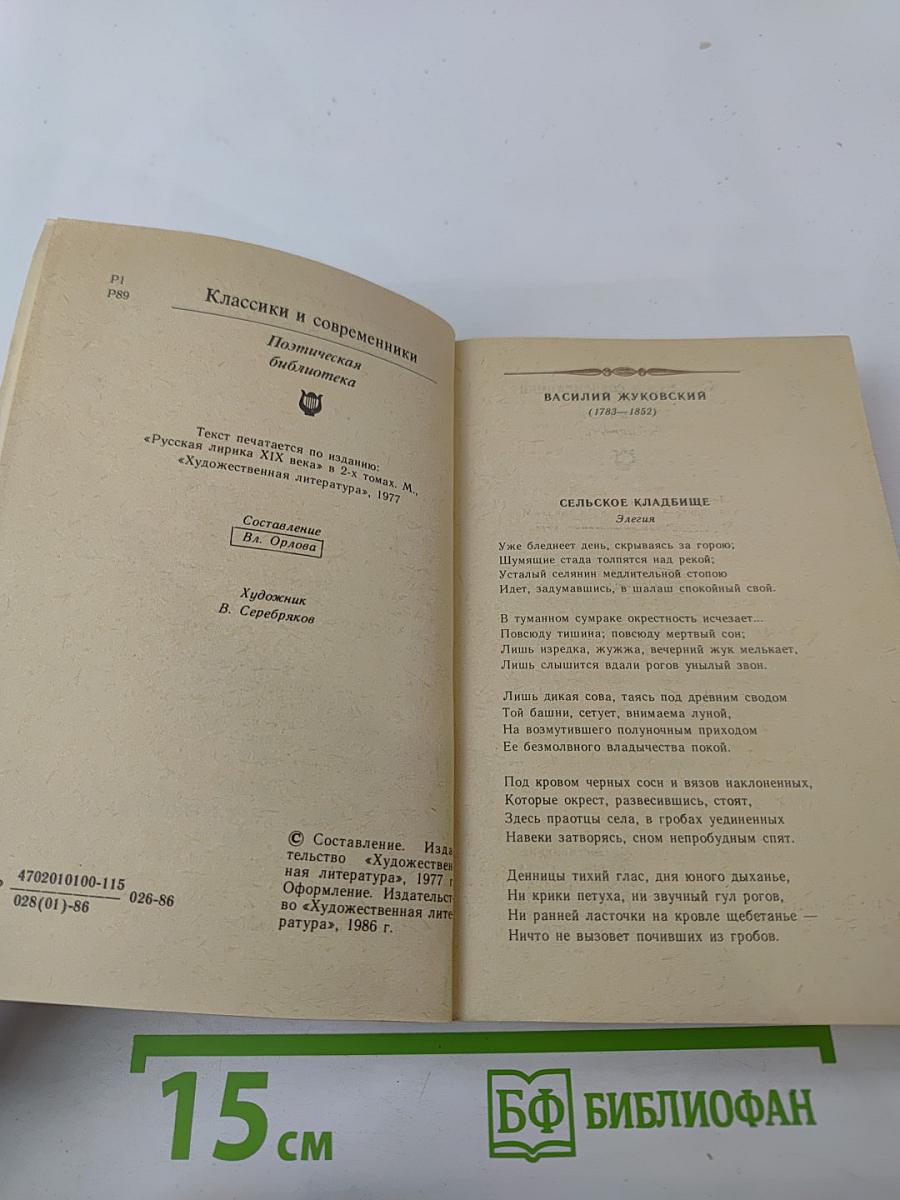 Р1
Р89
Классики и современники
Поэтическая
библиотека
Текст печатается по изданию:
«Русская лирика XIX века» в 2-х томах. М.,
«Художественная литература», 1977
Составление
Вл. Орлова
Художник
В. Серебряков
4702010100-115
028(01)-86
026-86
© Составление. Изда
тельство «Художествен
ная литература», 1977 г
Оформление. Издательст
во «Художественная лите
ратура», 1986 г.
ВАСИЛИЙ ЖУКОВСКИЙ
(1783—1852)
СЕЛЬСКОЕ КЛАДБИЩЕ
Элегия
Уже бледнеет день, скрываясь за горою;
Шумящие стада толпятся над рекой;
Усталый селянин медлительной стопою
Идет, задумавшись, в шалаш спокойный свой.
В туманном сумраке окрестность исчезает...
Повсюду тишина; повсюду мертвый сон;
Лишь изредка, жужжа, вечерний жук мелькает,
Лишь слышится вдали рогов унылый звон.
Лишь дикая сова, таясь под древним сводом
Той башни, сетует, внимаема луной,
На возмутившего полуночным приходом
Ее безмолвного владычества покой.
Под кровом черных сосн и вязов наклоненных,
Которые окрест, развесившись, стоят,
Здесь праотцы села, в гробах уединенных
Навеки затворясь, сном непробудным спят.
Денницы тихий глас, дня юного дыханье,
Ни крики петуха, ни звучный гул рогов,
Ни ранней ласточки на кровле щебетанье —
Ничто не вызовет почивших из гробов.
15 см
БФ БИБЛИОФАН